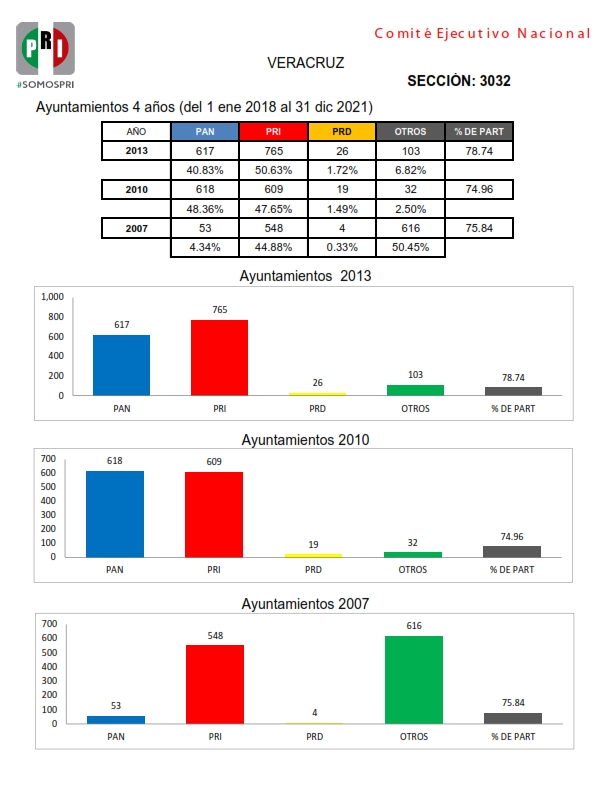 Comité Ejecutivo Nacional
PRI
#SOMOSPRI
VERACRUZ
SECCIÓN: 3032
Ayuntamientos 4 años (del 1 ene 2018 al 31 dic 2021)
AÑO PAN PRI PRD OTROS % DE PART
2013 617 765 26 103 78.74
40.83% 50.63% 1.72% 6.82%
2010 618 609 19 32 74.96
48.36% 47.65% 1.49% 2.50%
2007 53 548 4 616 75.84
4.34% 44.88% 0.33% 50.45%
Ayuntamientos 2013
1,000
800
600
400
200
0
617 765 26 103 78.74
PAN PRI PRD OTROS % DE PART
Ayuntamientos 2010
700
600
500
400
300
200
100
0
618 609 19 32 74.96
PAN PRI PRD OTROS % DE PART
Ayuntamientos 2007
700
600
500
400
300
200
100
0
53 548 4 616 75.84
PAN PRI PRD OTROS % DE PART